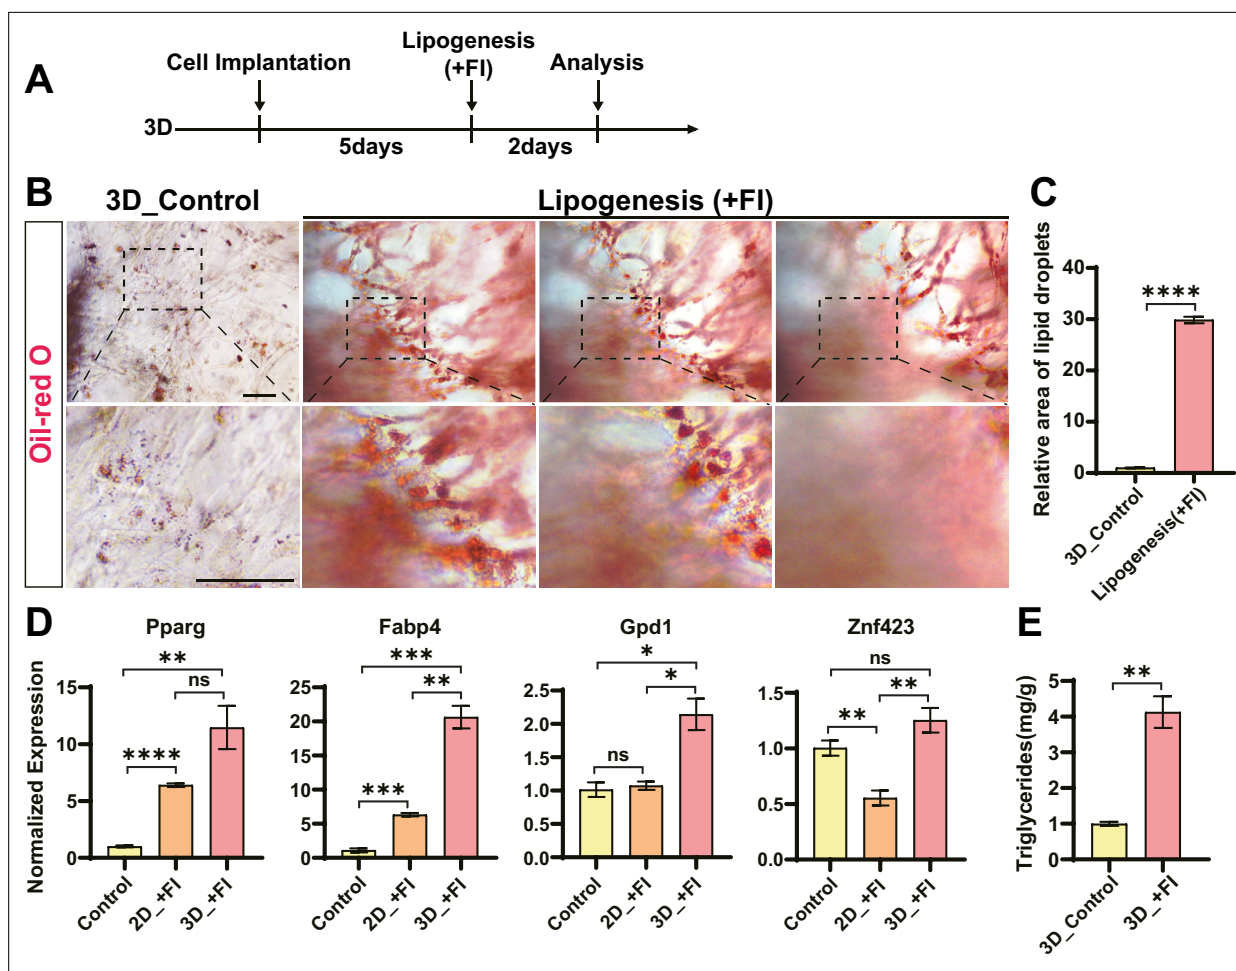 A
Cell Implantation
Lipogenesis
(+FI)
Analysis
3D
5days
2days
B
3D_Control
Lipogenesis (+FI)
Oil-red O
C
Relative area of lipid droplets
40
30
20
10
0
****
3D_Control
Lipogenesis(+FI)
D
Normalized Expression
Pparg
15
10
5
0
**
ns
****
Control
2D_+FI
3D_+FI
Fabp4
25
20
15
10
5
0
***
**
***
Control
2D_+FI
3D_+FI
Gpd1
2.5
2.0
1.5
1.0
0.5
0.0
*
*
ns
Control
2D_+FI
3D_+FI
Znf423
1.5
1.0
0.5
0.0
ns
**
**
Control
2D_+FI
3D_+FI
E
Triglycerides(mg/g)
5
4
3
2
1
0
**
3D_Control
3D_+FI